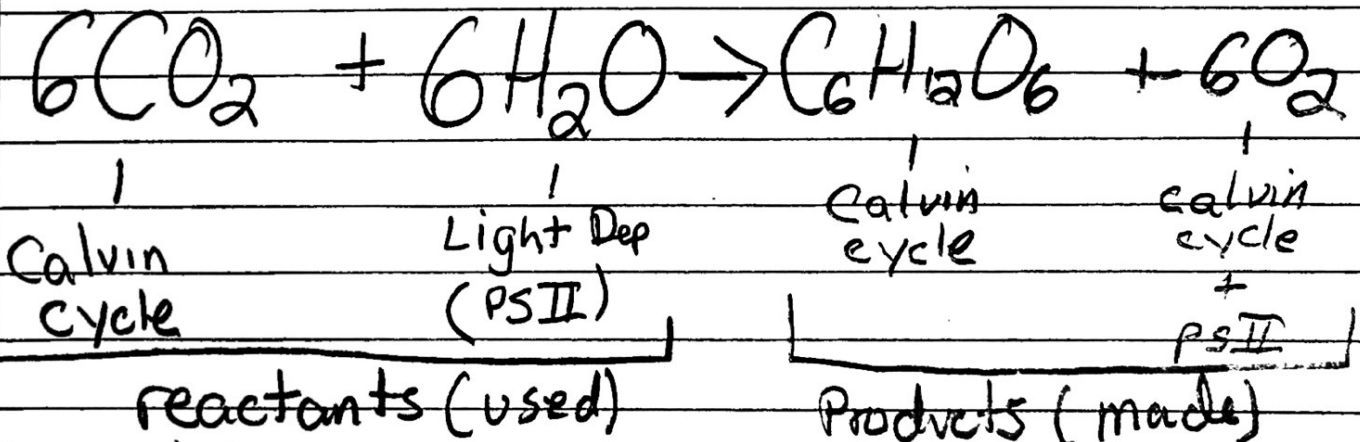 6CO₂ + 6H₂O → C₆H₁₂O₆ + 6O₂
Calvin
cycle
Light Dep
(PSII)
Calvin
cycle
calvin
cycle
+
PSII
reactants (used)
Products (made)